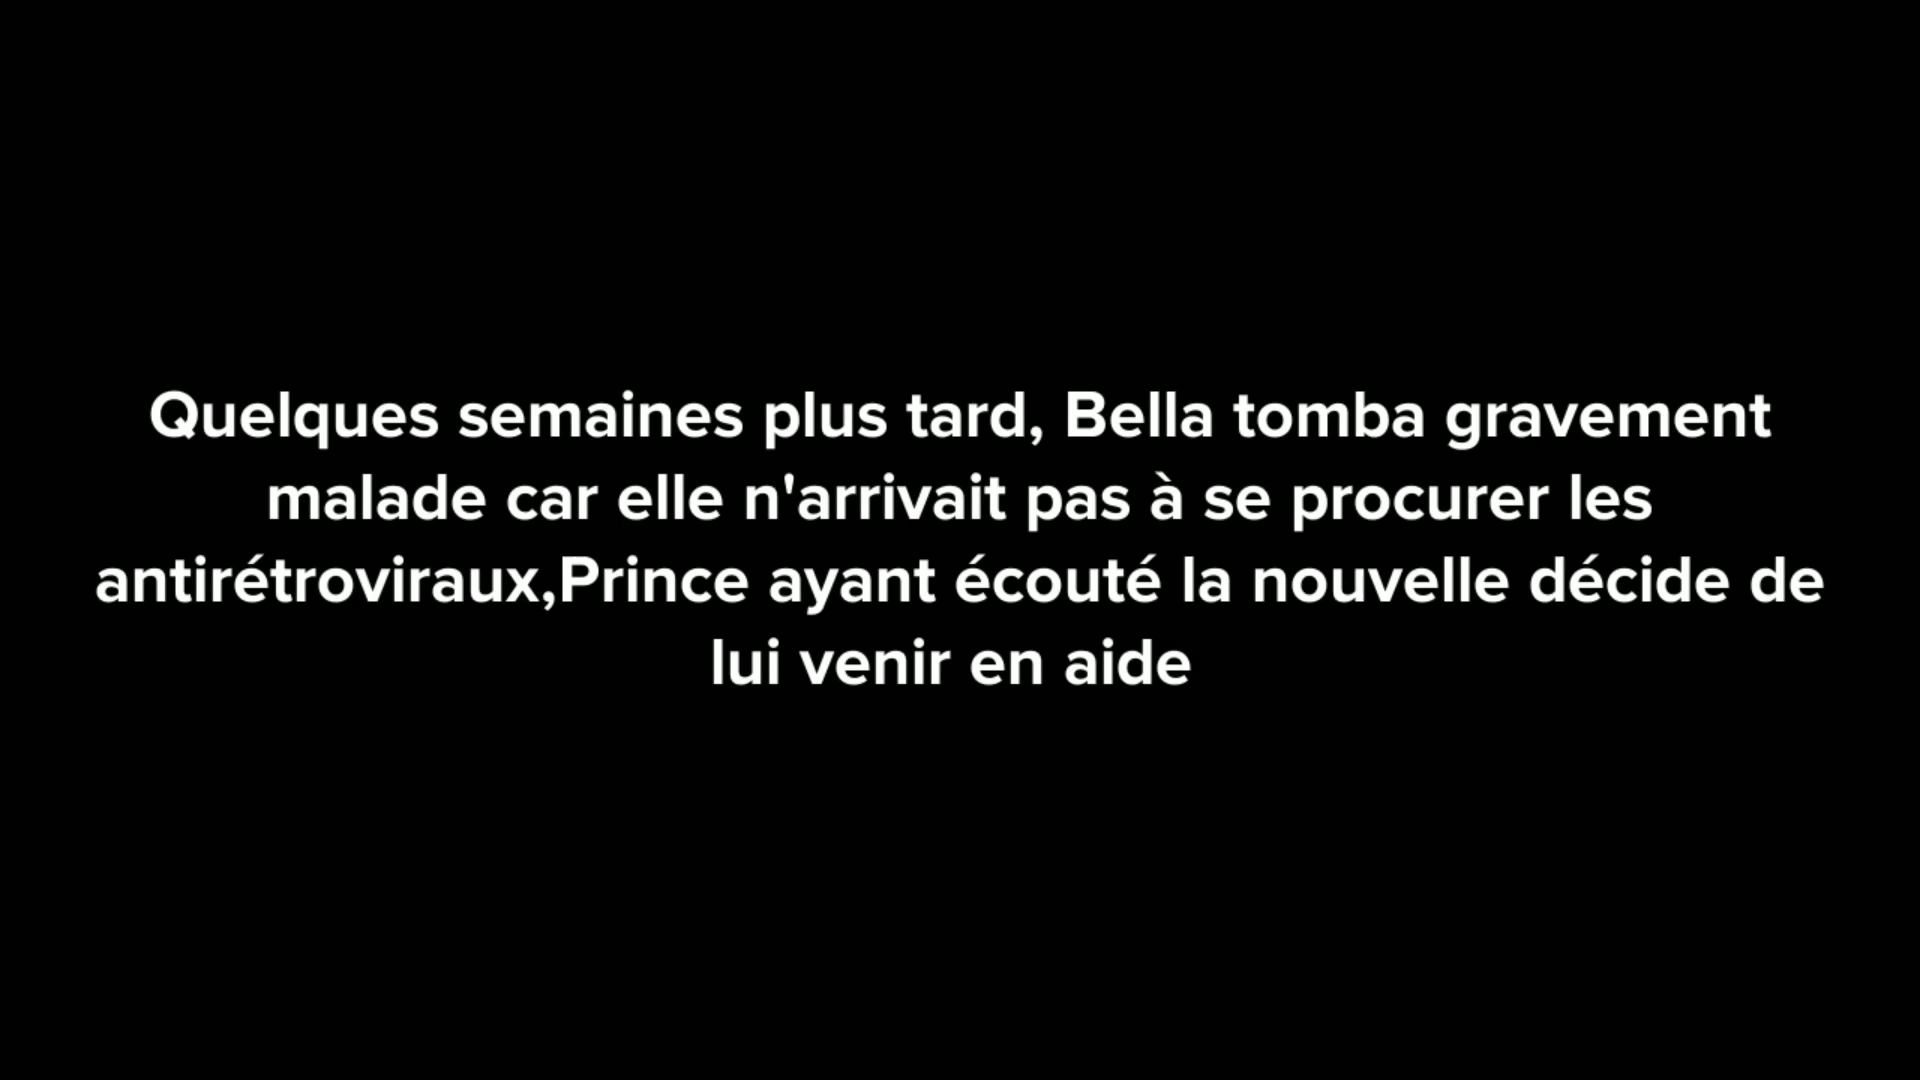 Quelques semaines plus tard, Bella tomba gravement
malade car elle n'arrivait pas à se procurer les
antirétroviraux,Prince ayant écouté la nouvelle décide de
lui venir en aide